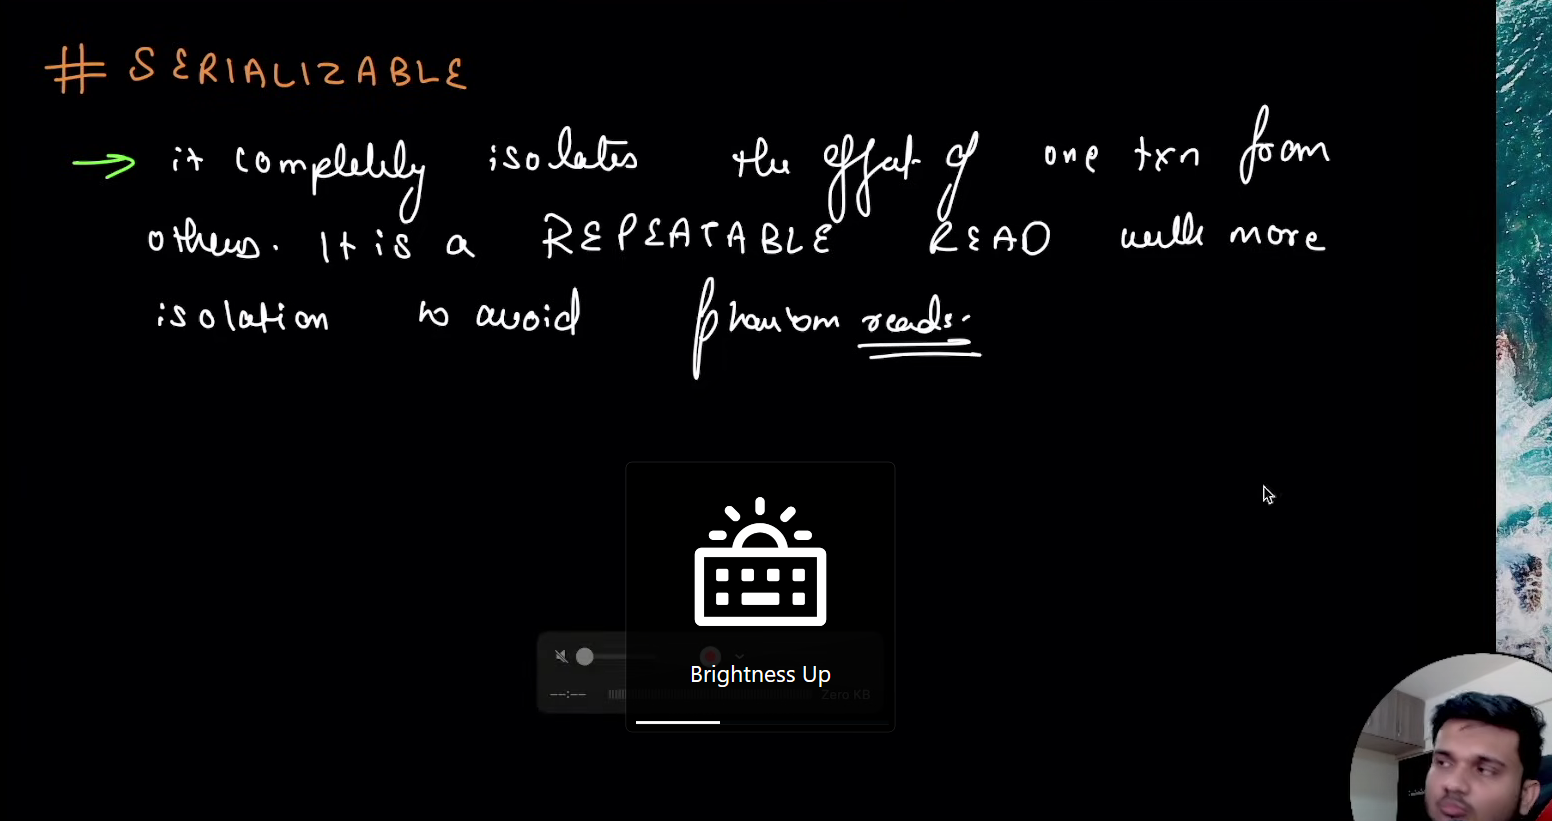 # SERIALIZABLE
→ it completely isolates the effect of one txn from
others. It is a REPEATABLE READ with more
isolation to avoid phantom reads.
Brightness Up
--:-- Zero KB